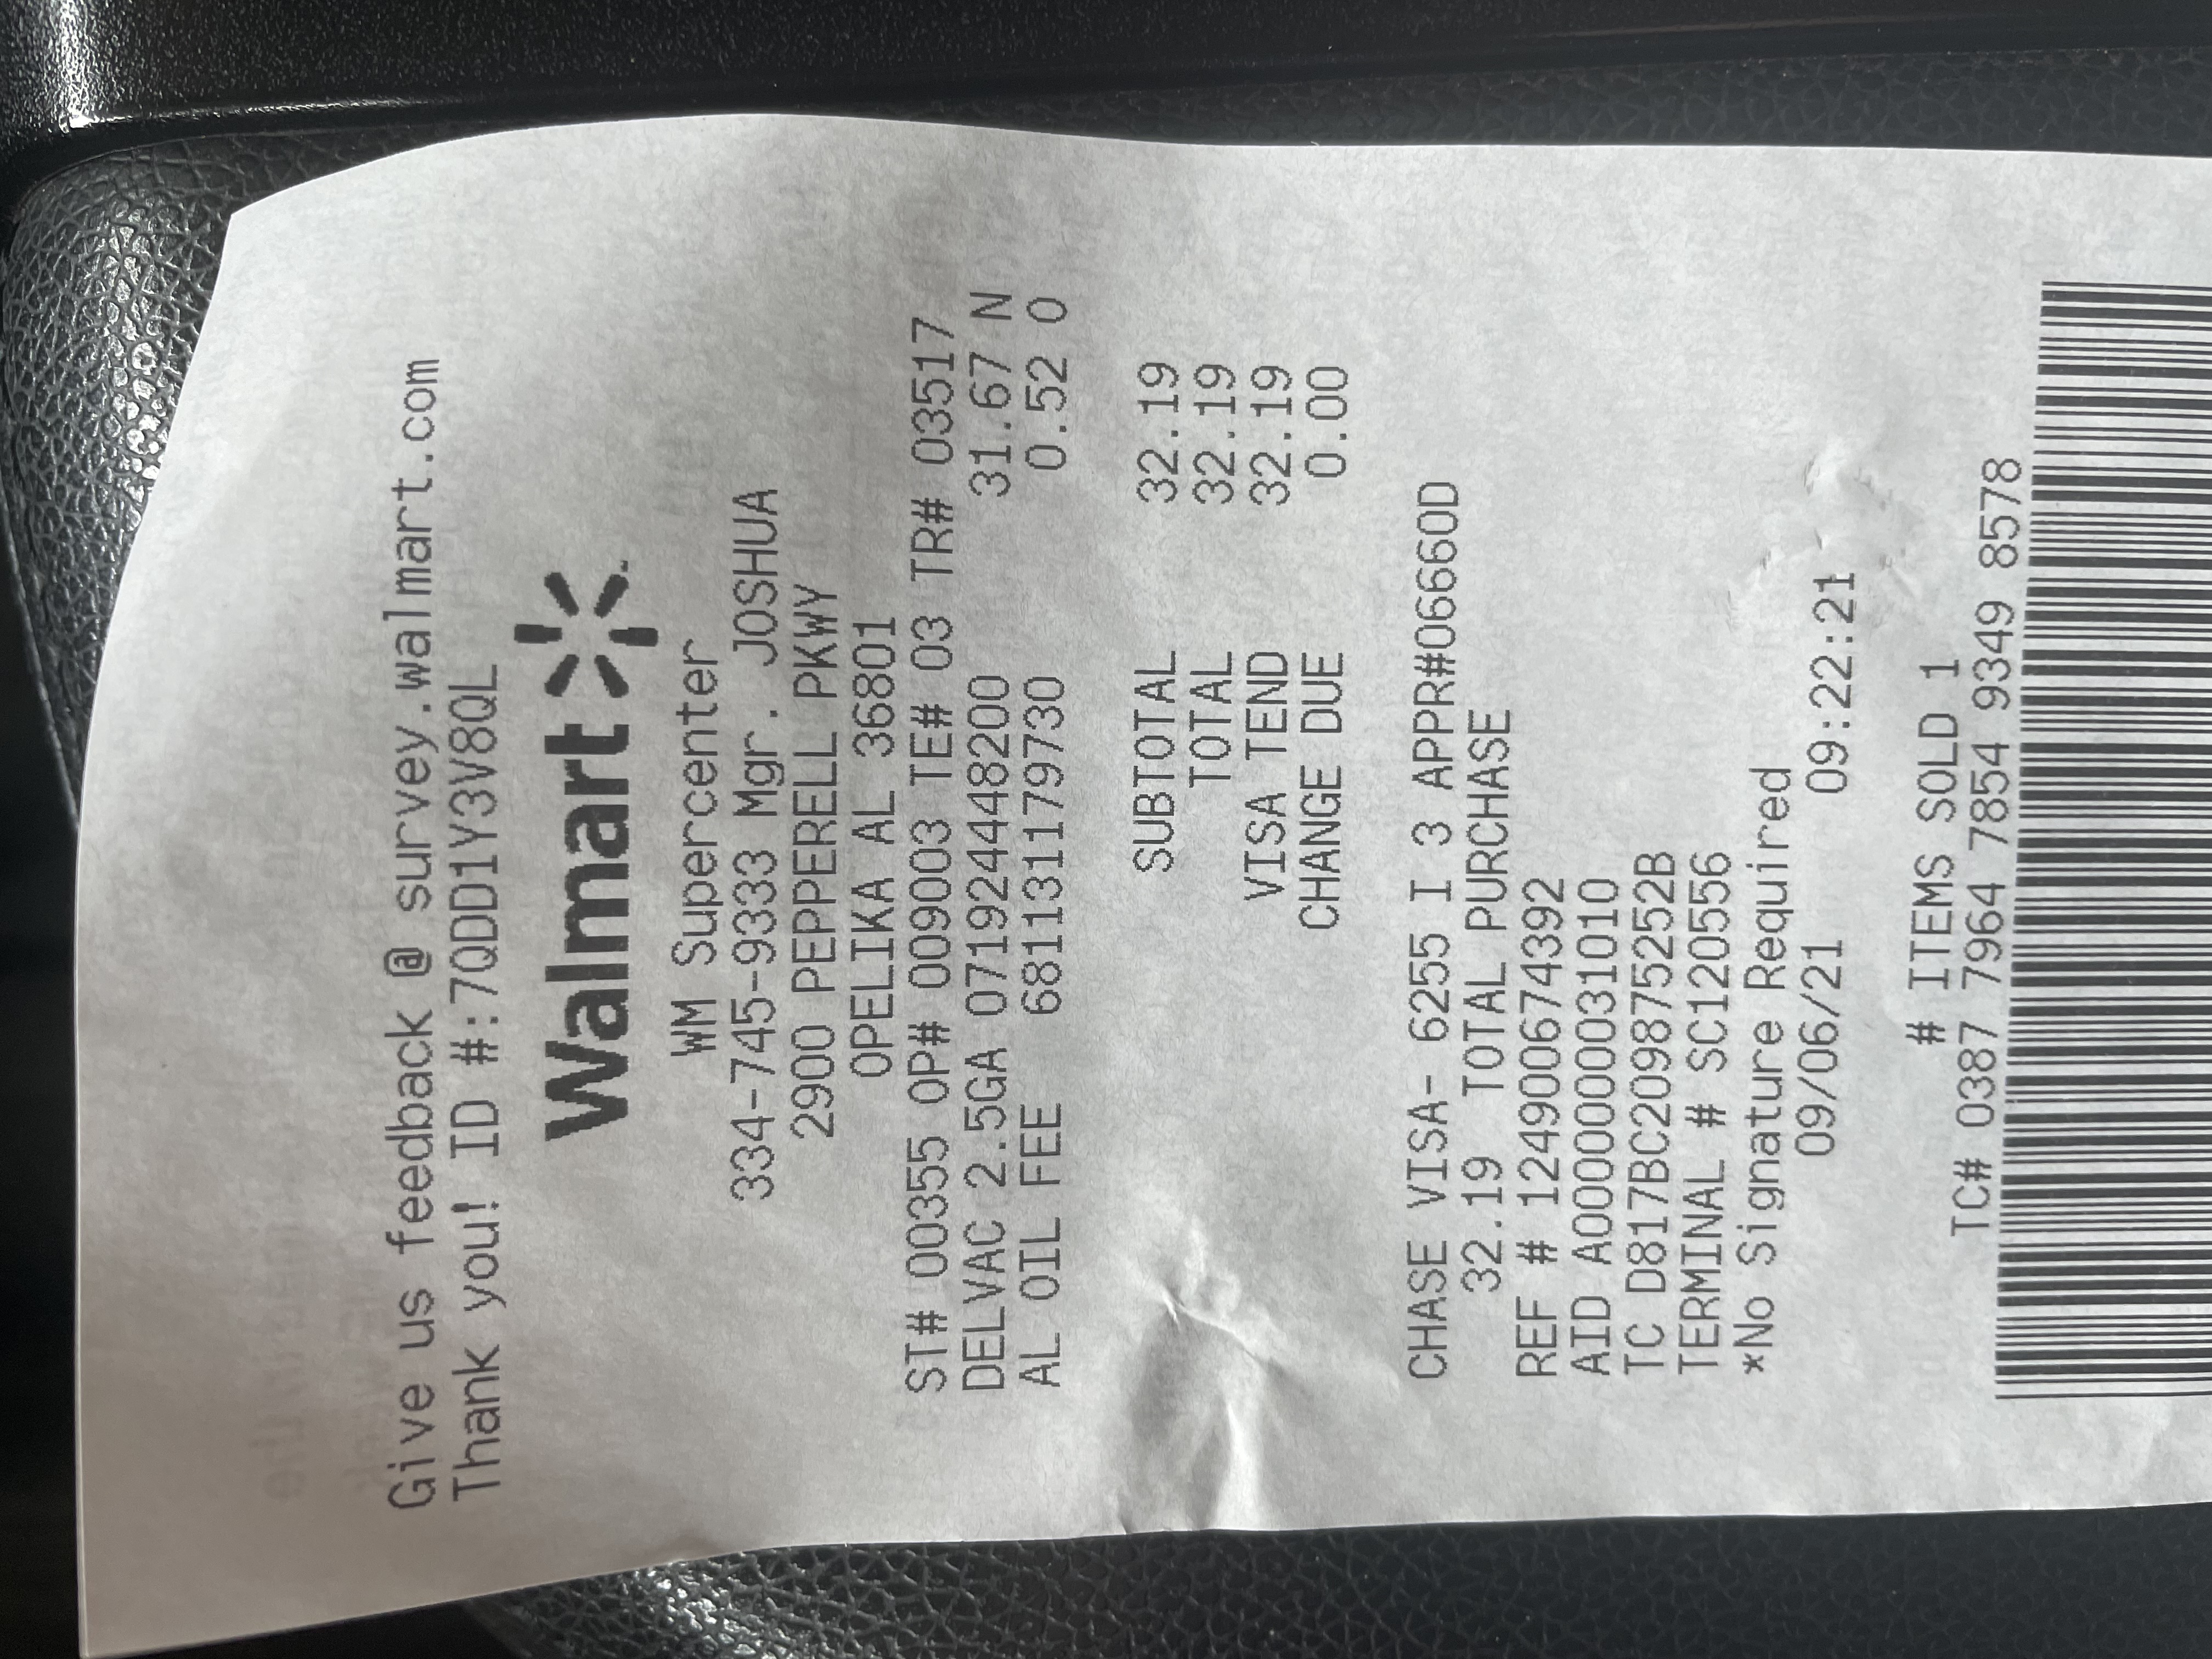 Give us feedback @ survey.walmart.com
Thank you! ID #:7QDD1Y3V8QL
Walmart
WM Supercenter
334-745-9333 Mgr. JOSHUA
2900 PEPPERELL PKWY
OPELIKA AL 36801
ST# 00355 OP# 009003 TE# 03 TR# 03517
DELVAC 2.5GA 071924448200 31.67 N
AL OIL FEE 681131179730 0.52 O
SUBTOTAL 32.19
TOTAL 32.19
VISA TEND 32.19
CHANGE DUE 0.00
CHASE VISA- 6255 I 3 APPR#06660D
32.19 TOTAL PURCHASE
REF # 124900674392
AID A0000000031010
TC D817BC209875252B
TERMINAL # SC120556
*No Signature Required
09/06/21 09:22:21
# ITEMS SOLD 1
TC# 0387 7964 7854 9349 8578